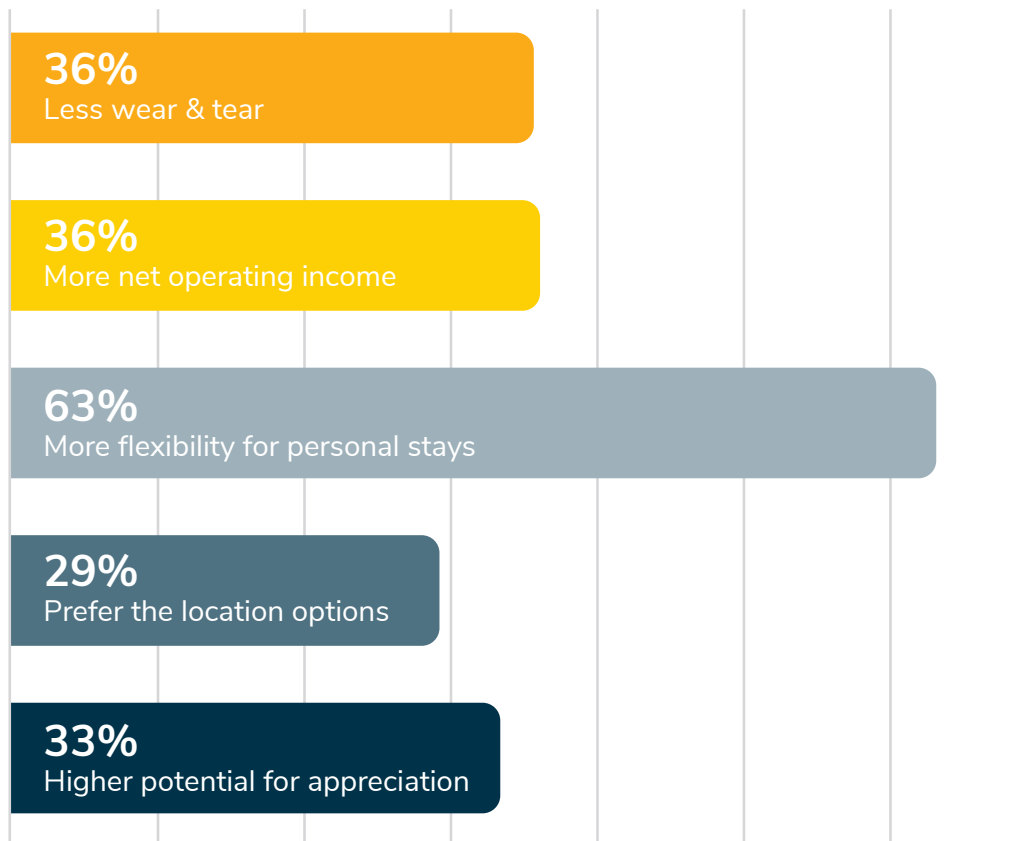 36%
Less wear & tear
36%
More net operating income
63%
More flexibility for personal stays
29%
Prefer the location options
33%
Higher potential for appreciation